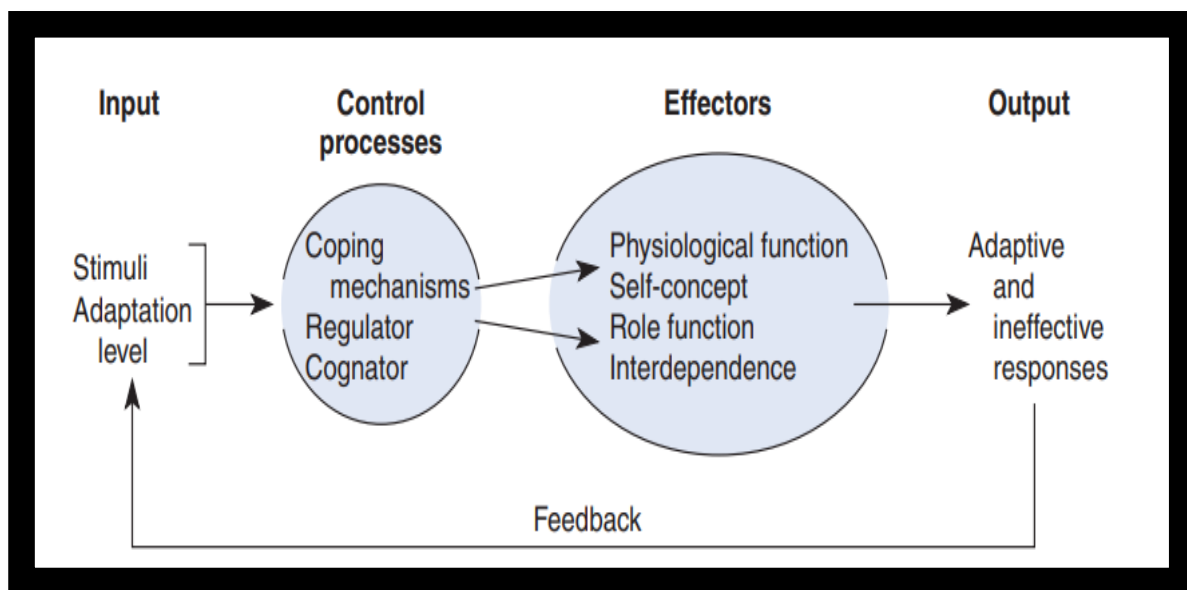 Input
Control
processes
Effectors
Output
Stimuli
Adaptation
level
Coping
mechanisms
Regulator
Cognator
Physiological function
Self-concept
Role function
Interdependence
Adaptive
and
ineffective
responses
Feedback